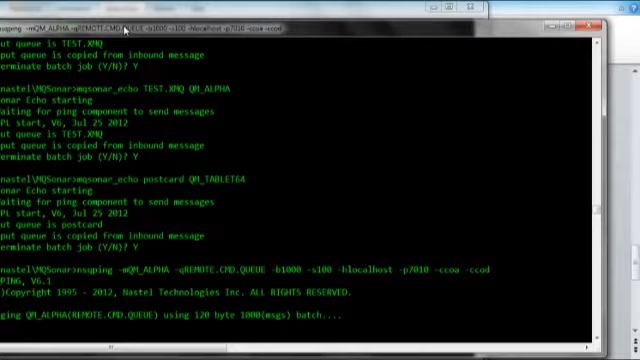 nsqping -mQM_ALPHA -qREMOTE.CMD.QUEUE -b1000 -s100 -hlocalhost -p7010 -ccoa -ccod
ut queue is TEST.XMQ
put queue is copied from inbound message
erminate batch job (Y/N)? Y
nastel\MQSonar>mqsonar_echo TEST.XMQ QM_ALPHA
onar Echo starting
aiting for ping component to send messages
PL start, V6, Jul 25 2012
ut queue is TEST.XMQ
put queue is copied from inbound message
erminate batch job (Y/N)? Y
nastel\MQSonar>mqsonar_echo postcard QM_TABLET64
onar Echo starting
aiting for ping component to send messages
PL start, V6, Jul 25 2012
ut queue is postcard
put queue is copied from inbound message
erminate batch job (Y/N)? Y
nastel\MQSonar>nsqping -mQM_ALPHA -qREMOTE.CMD.QUEUE -b1000 -s100 -hlocalhost -p7010 -ccoa -ccod
PING, V6.1
)Copyright 1995 - 2012, Nastel Technologies Inc. ALL RIGHTS RESERVED.
nging QM_ALPHA(REMOTE.CMD.QUEUE) using 120 byte 1000(msgs) batch....